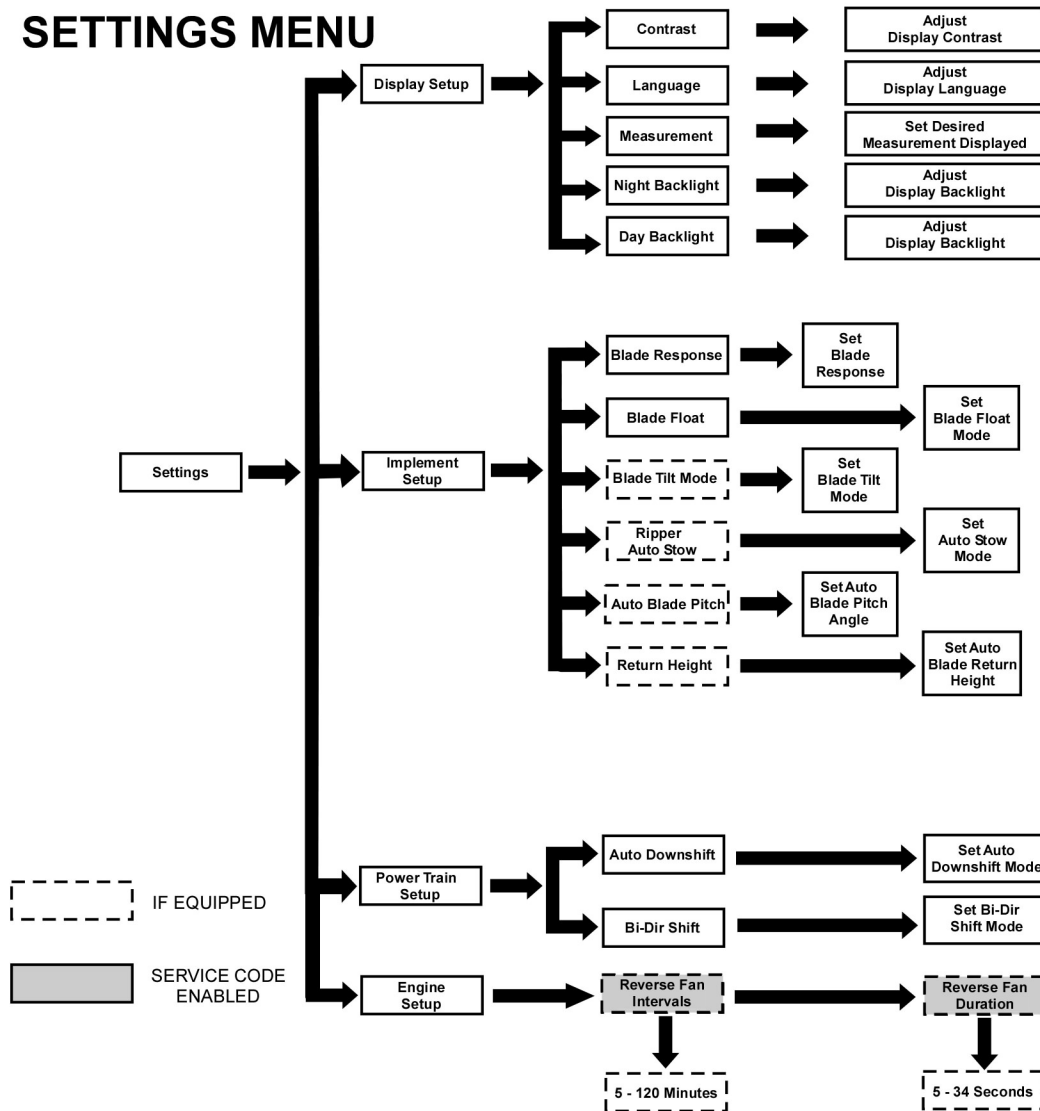 SETTINGS MENU
Contrast
Adjust
Display Contrast
Display Setup
Language
Adjust
Display Language
Measurement
Set Desired
Measurement Displayed
Night Backlight
Adjust
Display Backlight
Day Backlight
Adjust
Display Backlight
Settings
Implement
Setup
Blade Response
Set
Blade
Response
Blade Float
Set
Blade Float
Mode
Blade Tilt Mode
Set
Blade Tilt
Mode
Ripper
Auto Stow
Set
Auto Stow
Mode
Auto Blade Pitch
Set Auto
Blade Pitch
Angle
Return Height
Set Auto
Blade Return
Height
Power Train
Setup
Auto Downshift
Set Auto
Downshift Mode
Bi-Dir Shift
Set Bi-Dir
Shift Mode
Engine
Setup
Reverse Fan
Intervals
Reverse Fan
Duration
5 - 120 Minutes
5 - 34 Seconds
IF EQUIPPED
SERVICE CODE
ENABLED